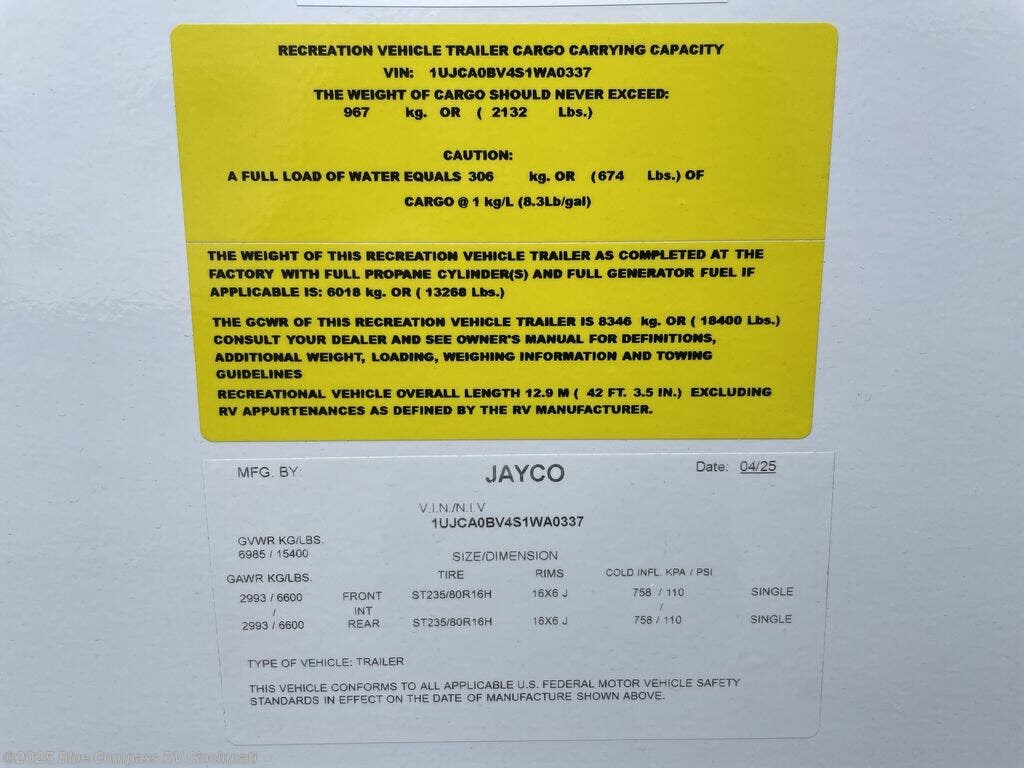 RECREATION VEHICLE TRAILER CARGO CARRYING CAPACITY
VIN: 1UJCA0BV4S1WA0337
THE WEIGHT OF CARGO SHOULD NEVER EXCEED:
967 kg. OR ( 2132 Lbs.)
CAUTION:
A FULL LOAD OF WATER EQUALS 306 kg. OR (674 Lbs.) OF
CARGO @ 1 kg/L (8.3Lb/gal)
THE WEIGHT OF THIS RECREATION VEHICLE TRAILER AS COMPLETED AT THE
FACTORY WITH FULL PROPANE CYLINDER(S) AND FULL GENERATOR FUEL IF
APPLICABLE IS: 6018 kg. OR ( 13268 Lbs.)
THE GCWR OF THIS RECREATION VEHICLE TRAILER IS 8346 kg. OR ( 18400 Lbs.)
CONSULT YOUR DEALER AND SEE OWNER'S MANUAL FOR DEFINITIONS,
ADDITIONAL WEIGHT, LOADING, WEIGHING INFORMATION AND TOWING
GUIDELINES
RECREATIONAL VEHICLE OVERALL LENGTH 12.9 M ( 42 FT. 3.5 IN.) EXCLUDING
RV APPURTENANCES AS DEFINED BY THE RV MANUFACTURER.
MFG. BY: JAYCO Date: 04/25
V.I.N./N.I.V
1UJCA0BV4S1WA0337
GVWR KG/LBS.
6985 / 15400
SIZE/DIMENSION
GAWR KG/LBS. TIRE RIMS COLD INFL. KPA / PSI
2993 / 6600 FRONT ST235/80R16H 16X6 J 758 / 110 SINGLE
/ INT /
2993 / 6600 REAR ST235/80R16H 16X6 J 758 / 110 SINGLE
TYPE OF VEHICLE: TRAILER
THIS VEHICLE CONFORMS TO ALL APPLICABLE U.S. FEDERAL MOTOR VEHICLE SAFETY
STANDARDS IN EFFECT ON THE DATE OF MANUFACTURE SHOWN ABOVE.
©2025 Blue Compass RV Cincinnati